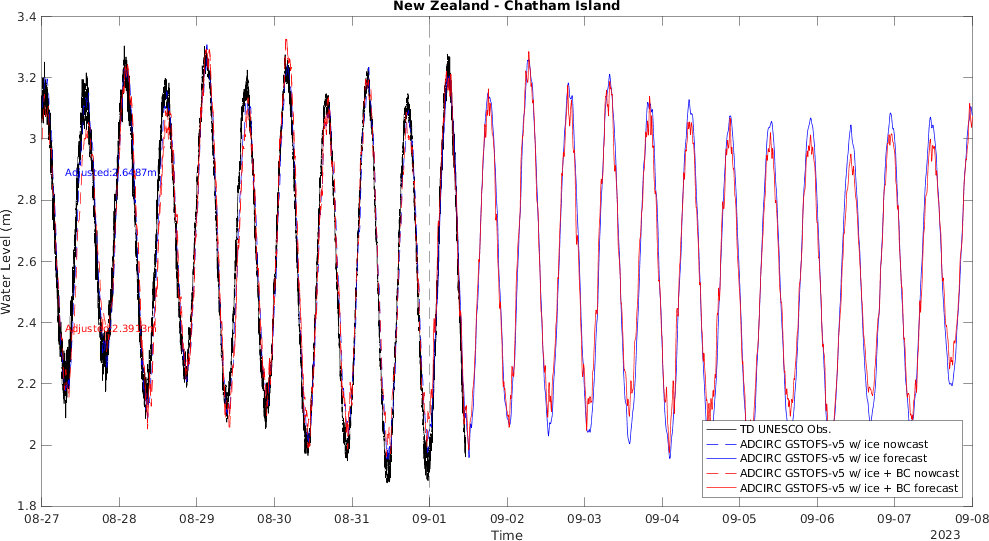 New Zealand - Chatham Island
3.4
3.2
3
2.8
2.6
2.4
2.2
2
1.8
Water Level (m)
Adjusted:2.6487m
Adjusted:2.3913m
TD UNESCO Obs.
ADCIRC GSTOFS-v5 w/ ice nowcast
ADCIRC GSTOFS-v5 w/ ice forecast
ADCIRC GSTOFS-v5 w/ ice + BC nowcast
ADCIRC GSTOFS-v5 w/ ice + BC forecast
08-27 08-28 08-29 08-30 08-31 09-01 09-02 09-03 09-04 09-05 09-06 09-07 09-08
Time
2023